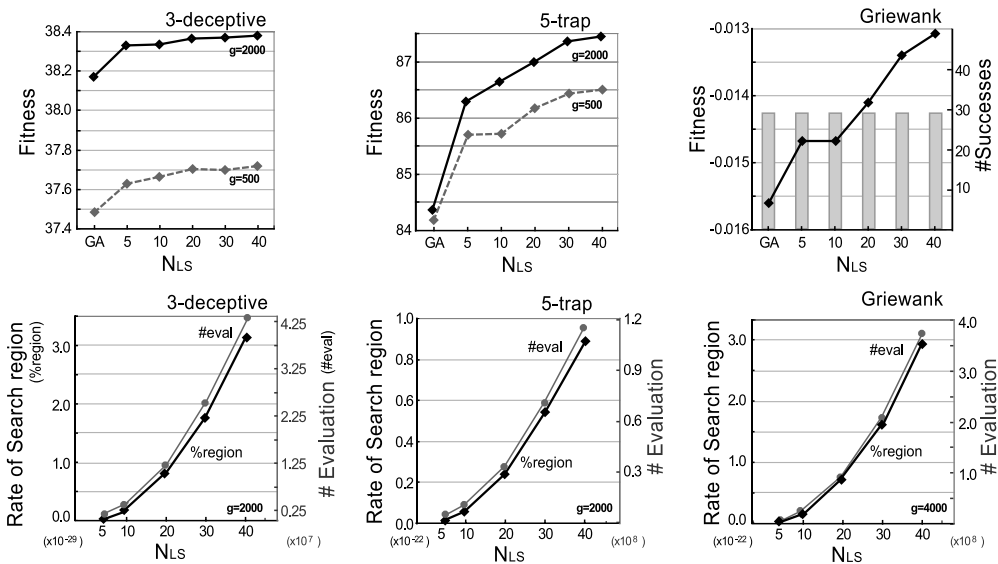 3-deceptive
Fitness
38.4
38.2
38.0
37.8
37.6
37.4
g=2000
g=500
GA 5 10 20 30 40
NLS
5-trap
Fitness
87
86
85
84
g=2000
g=500
GA 5 10 20 30 40
NLS
Griewank
Fitness
-0.013
-0.014
-0.015
-0.016
#Successes
40
30
20
10
GA 5 10 20 30 40
NLS
3-deceptive
Rate of Search region
(%region)
3.0
2.0
1.0
0.0
#eval
%region
g=2000
# Evaluation (#eval)
4.25
3.25
2.25
1.25
0.25
5 10 20 30 40
(x10-29)
(x107)
NLS
5-trap
Rate of Search region
1.0
0.8
0.6
0.4
0.2
0.0
#eval
%region
g=2000
# Evaluation
1.2
0.9
0.6
0.3
5 10 20 30 40
(x10-22)
(x108)
NLS
Griewank
Rate of Search region
3.0
2.0
1.0
0.0
#eval
%region
g=4000
# Evaluation
4.0
3.0
2.0
1.0
5 10 20 30 40
(x10-22)
(x108)
NLS